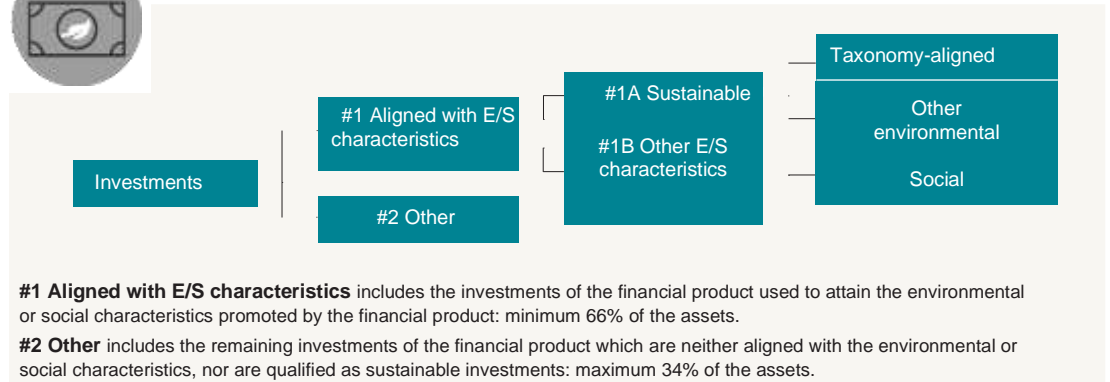 Taxonomy-aligned
#1A Sustainable
Other
environmental
#1 Aligned with E/S
characteristics
#1B Other E/S
characteristics
Investments
Social
#2 Other
#1 Aligned with E/S characteristics includes the investments of the financial product used to attain the environmental
or social characteristics promoted by the financial product: minimum 66% of the assets.
#2 Other includes the remaining investments of the financial product which are neither aligned with the environmental or
social characteristics, nor are qualified as sustainable investments: maximum 34% of the assets.